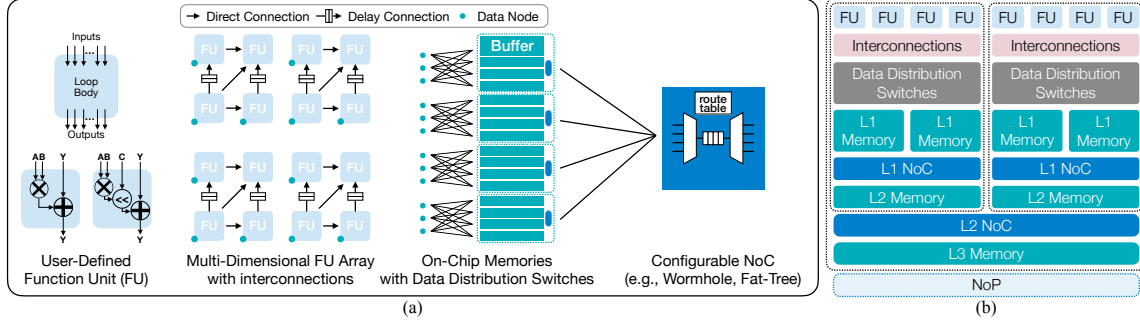 Direct Connection
Delay Connection
Data Node
Inputs
...
Loop
Body
...
Outputs
AB Y
Y
AB C Y
<<
Y
User-Defined
Function Unit (FU)
FU FU FU FU
FU FU FU FU
FU FU FU FU
FU FU FU FU
Multi-Dimensional FU Array
with interconnections
Buffer
On-Chip Memories
with Data Distribution Switches
route
table
Configurable NoC
(e.g., Wormhole, Fat-Tree)
(a)
FU FU FU FU FU FU FU FU
Interconnections Interconnections
Data Distribution
Switches
Data Distribution
Switches
L1
Memory
L1
Memory
L1
Memory
L1
Memory
L1 NoC L1 NoC
L2 Memory L2 Memory
L2 NoC
L3 Memory
NoP
(b)